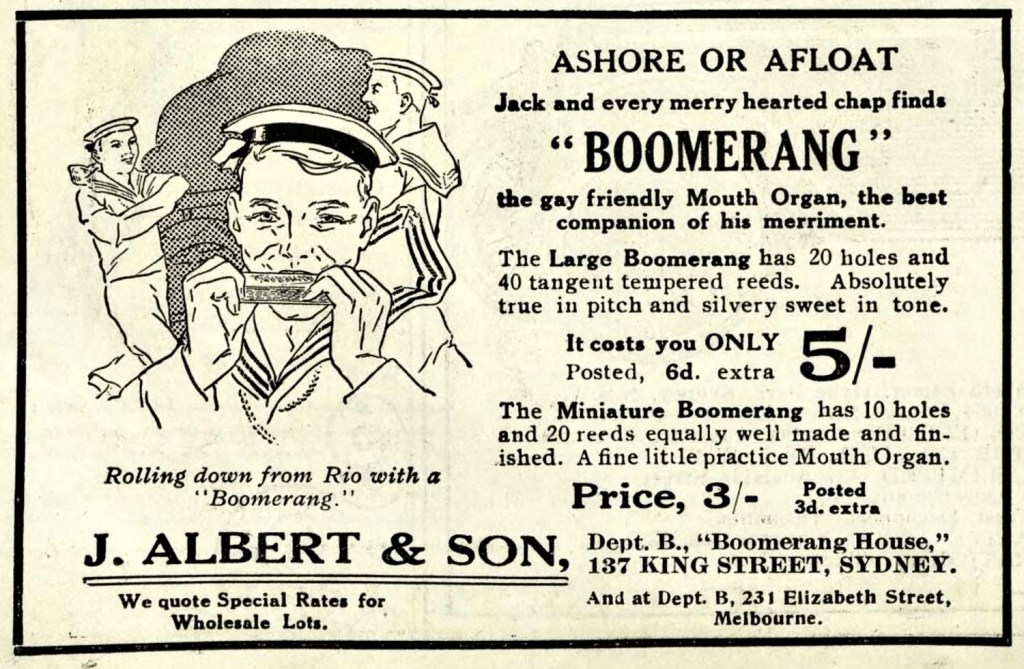 ASHORE OR AFLOAT
Jack and every merry hearted chap finds
"BOOMERANG"
the gay friendly Mouth Organ, the best
companion of his merriment.
The Large Boomerang has 20 holes and
40 tangent tempered reeds. Absolutely
true in pitch and silvery sweet in tone.
It costs you ONLY 5/-
Posted, 6d. extra
The Miniature Boomerang has 10 holes
and 20 reeds equally well made and fin-
ished. A fine little practice Mouth Organ.
Price, 3/- Posted
3d. extra
Rolling down from Rio with a
"Boomerang."
J. ALBERT & SON,
Dept. B., "Boomerang House,"
137 KING STREET, SYDNEY.
We quote Special Rates for
Wholesale Lots.
And at Dept. B, 231 Elizabeth Street,
Melbourne.